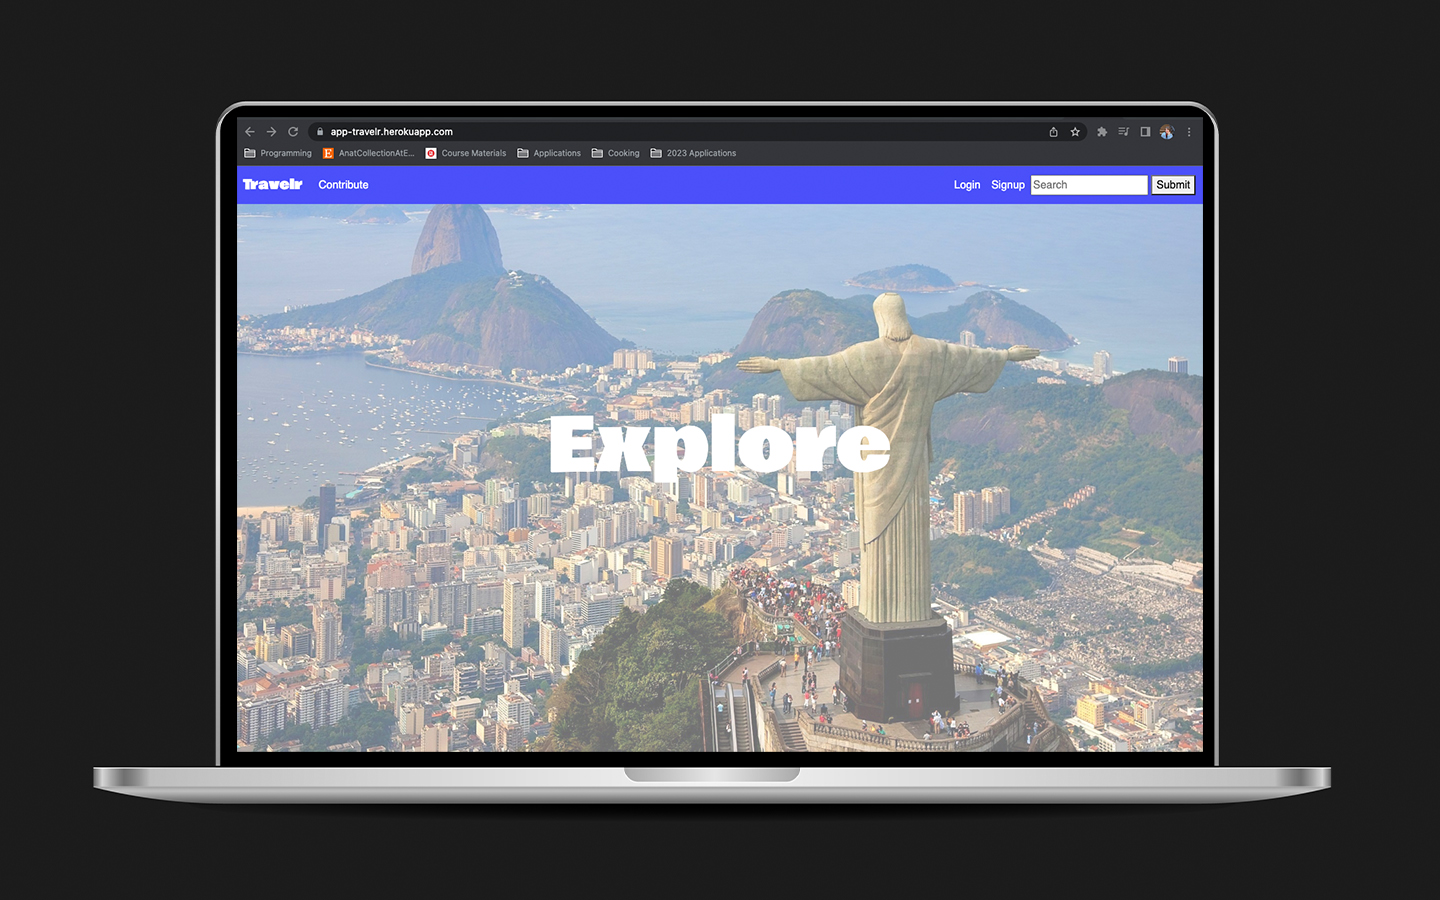 app-travelr.herokuapp.com
Programming AnatCollectionAtE... Course Materials Applications Cooking 2023 Applications
Travelr Contribute Login Signup Search Submit
Explore